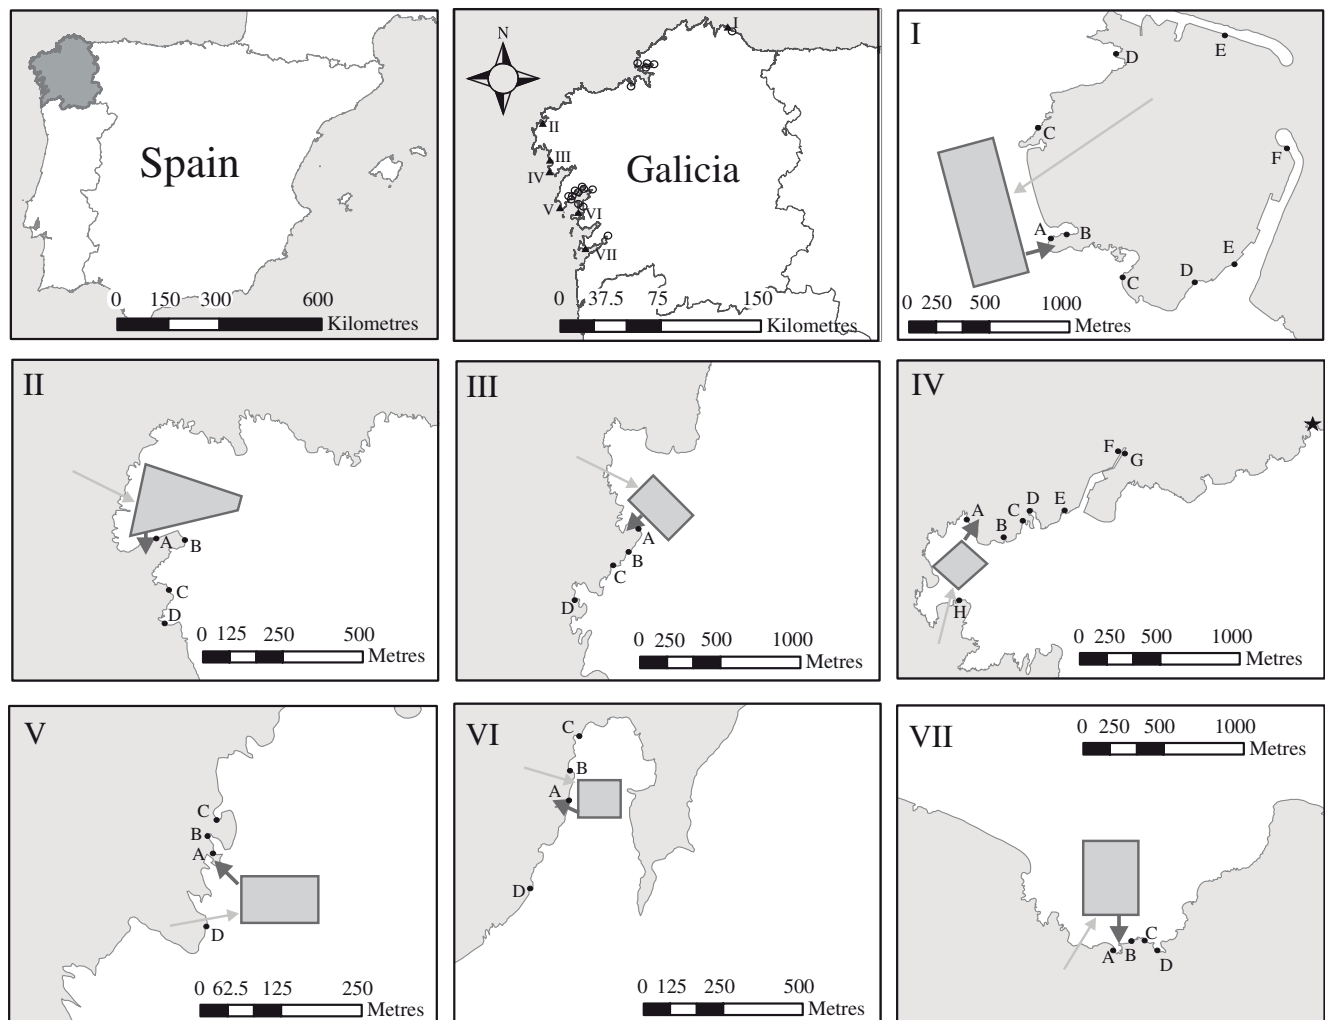 Spain
0 150 300 600
Kilometres
N
I
II
III
IV
V
VI
VII
Galicia
0 37.5 75 150
Kilometres
I
D
E
C
F
A
B
E
C
D
0 250 500 1000
Metres
II
A
B
C
D
0 125 250 500
Metres
III
A
B
C
D
0 250 500 1000
Metres
IV
F
G
A
B
C
D
E
H
0 250 500 1000
Metres
V
C
B
A
D
0 62.5 125 250
Metres
VI
C
B
A
D
0 125 250 500
Metres
VII
0 250 500 1000
Metres
A
B
C
D